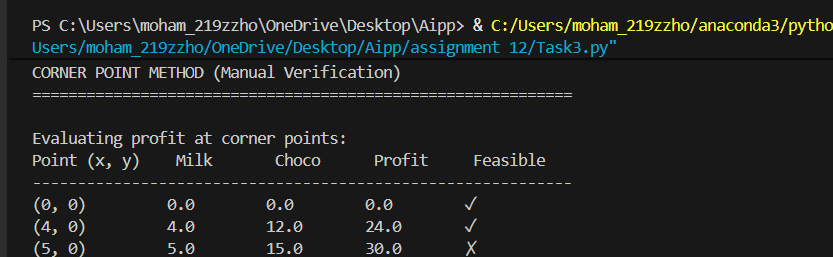 PS C:\Users\moham_219zzho\OneDrive\Desktop\Aipp> & C:/Users/moham_219zzho/anaconda3/pytho
Users/moham_219zzho/OneDrive/Desktop/Aipp/assignment 12/Task3.py"
CORNER POINT METHOD (Manual Verification)
============================================================
Evaluating profit at corner points:
Point (x, y) Milk Choco Profit Feasible
------------------------------------------------------------
(0, 0) 0.0 0.0 0.0 ✓
(4, 0) 4.0 12.0 24.0 ✓
(5, 0) 5.0 15.0 30.0 ✗